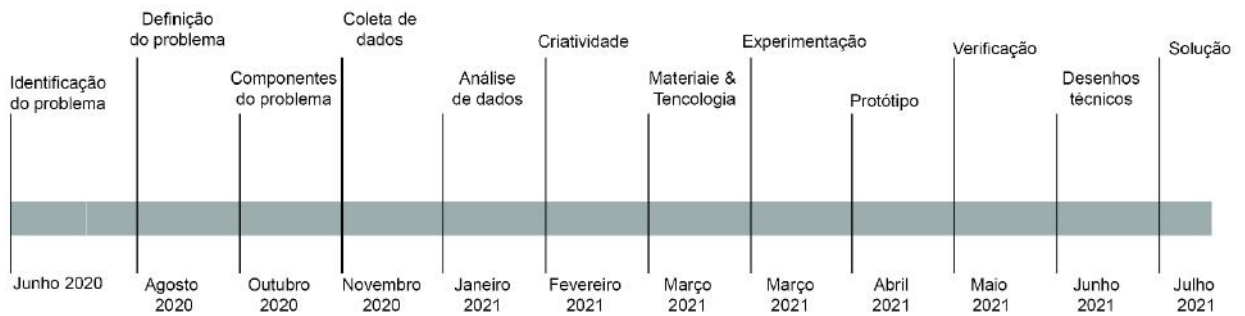 Identificação
do problema
Definição
do problema
Componentes
do problema
Coleta de
dados
Análise
de dados
Criatividade
Materiaie &
Tencologia
Experimentação
Protótipo
Verificação
Desenhos
técnicos
Solução
Junho 2020
Agosto
2020
Outubro
2020
Novembro
2020
Janeiro
2021
Fevereiro
2021
Março
2021
Março
2021
Abril
2021
Maio
2021
Junho
2021
Julho
2021